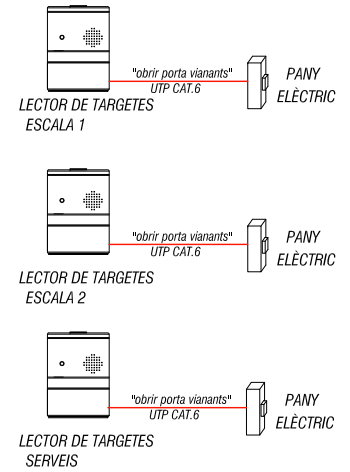 "obrir porta vianants"
UTP CAT.6
PANY
ELÈCTRIC
LECTOR DE TARGETES
ESCALA 1
"obrir porta vianants"
UTP CAT.6
PANY
ELÈCTRIC
LECTOR DE TARGETES
ESCALA 2
"obrir porta vianants"
UTP CAT.6
PANY
ELÈCTRIC
LECTOR DE TARGETES
SERVEIS